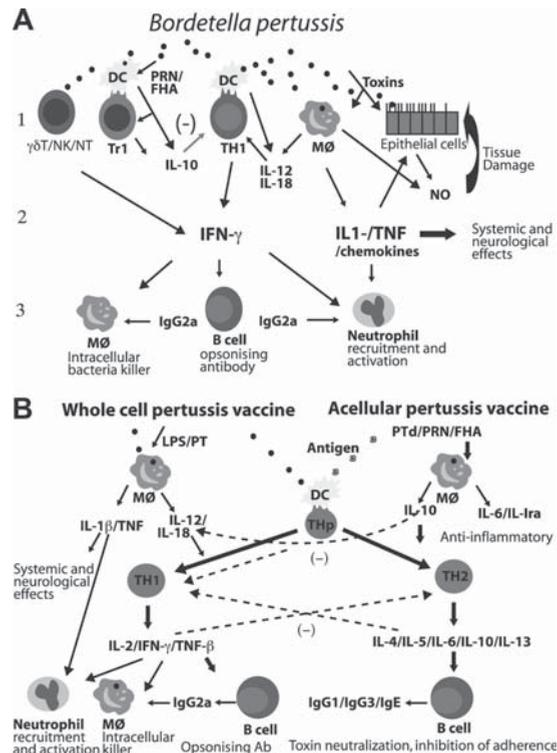 A
Bordetella pertussis
DC
PRN/
FHA
DC
Toxins
1
(-)
γδT/NK/NT
Tr1
IL-10
TH1
IL-12
IL-18
MØ
Epithelial cells
NO
Tissue
Damage
2
IFN-γ
IL1-/TNF
/chemokines
Systemic and
neurological
effects
3
MØ
Intracellular
bacteria killer
IgG2a
B cell
opsonising
antibody
IgG2a
Neutrophil
recruitment and
activation
B
Whole cell pertussis vaccine
Acellular pertussis vaccine
LPS/PT
Antigen
PTd/PRN/FHA
MØ
DC
THp
MØ
IL-1β/TNF
IL-12/
IL-18
IL-10
IL-6/IL-Ira
Anti-inflammatory
(-)
Systemic and
neurological
effects
TH1
TH2
(-)
IL-2/IFN-γ/TNF-β
IL-4/IL-5/IL-6/IL-10/IL-13
Neutrophil
recruitment
and activation
MØ
Intracellular
killer
IgG2a
B cell
Opsonising Ab
IgG1/IgG3/IgE
B cell
Toxin neutralization, inhibition of adherence